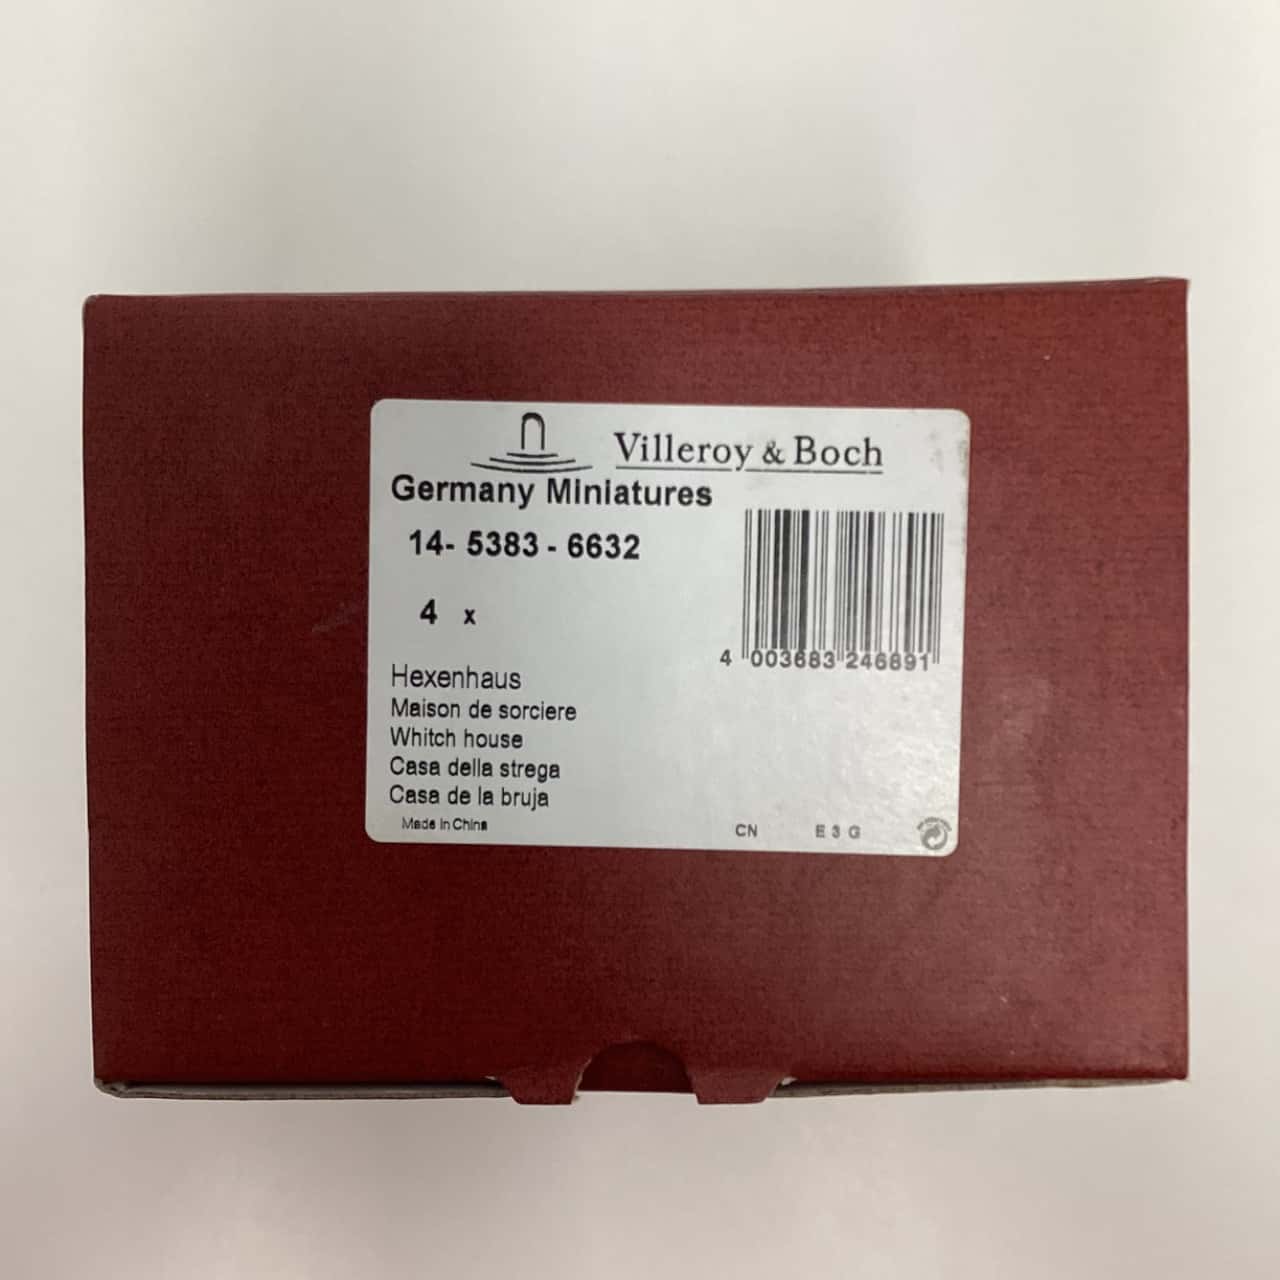 Villeroy & Boch
Germany Miniatures
14- 5383 - 6632
4 x
4 003683 246891
Hexenhaus
Maison de sorciere
Whitch house
Casa della strega
Casa de la bruja
Made in China
CN E 3 G